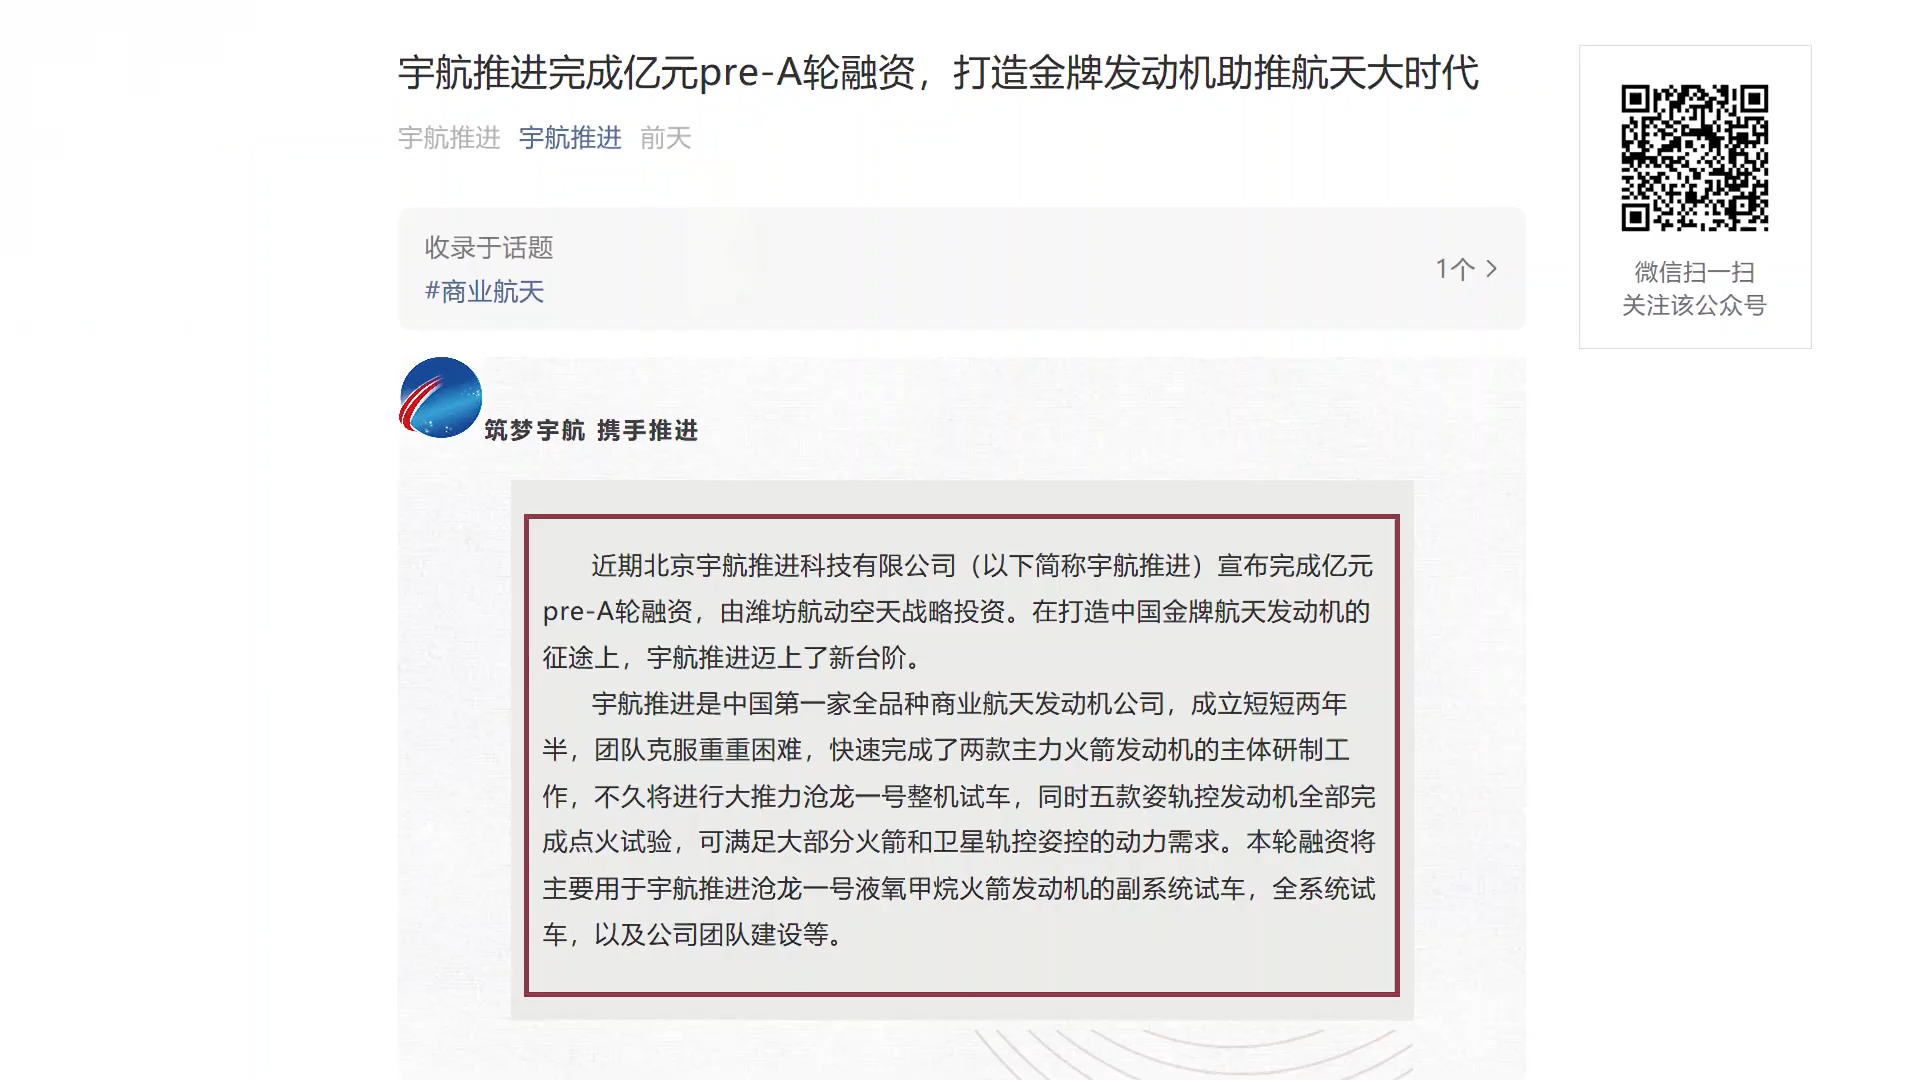 宇航推进完成亿元pre-A轮融资，打造金牌发动机助推航天大时代
宇航推进 宇航推进 前天
收录于话题
#商业航天
1个
微信扫一扫
关注该公众号
筑梦宇航 携手推进
近期北京宇航推进科技有限公司（以下简称宇航推进）宣布完成亿元
pre-A轮融资，由潍坊航动空天战略投资。在打造中国金牌航天发动机的
征途上，宇航推进迈上了新台阶。
宇航推进是中国第一家全品种商业航天发动机公司，成立短短两年
半，团队克服重重困难，快速完成了两款主力火箭发动机的主体研制工
作，不久将进行大推力沧龙一号整机试车，同时五款姿轨控发动机全部完
成点火试验，可满足大部分火箭和卫星轨控姿控的动力需求。本轮融资将
主要用于宇航推进沧龙一号液氧甲烷火箭发动机的副系统试车，全系统试
车，以及公司团队建设等。